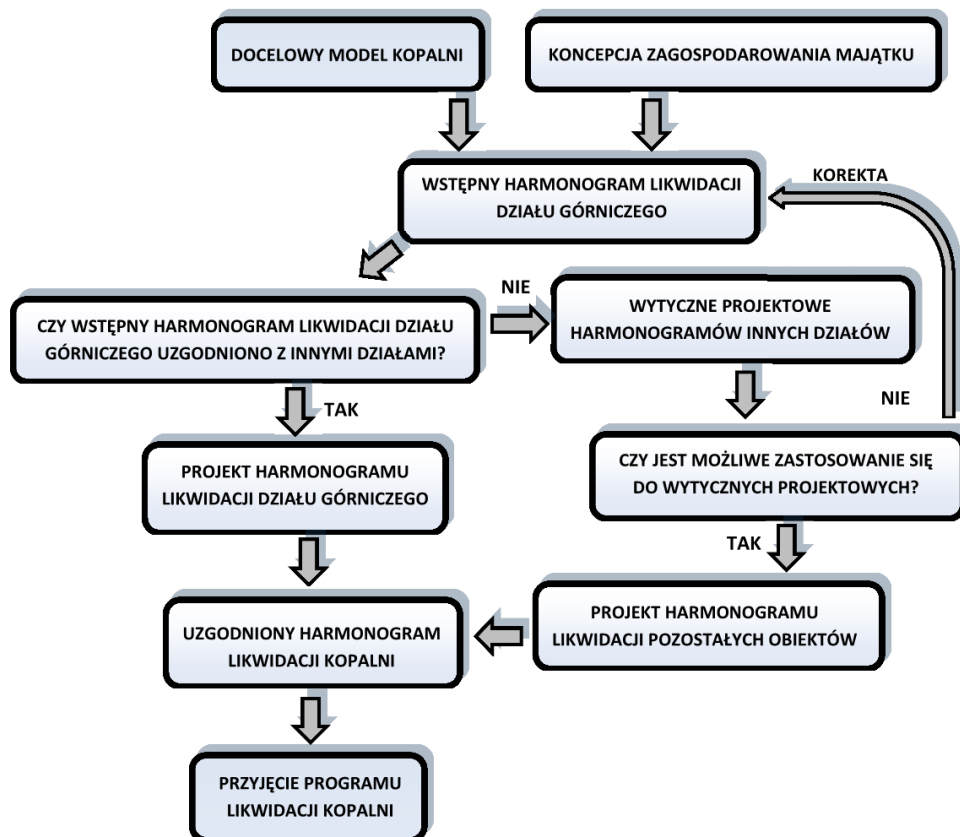 DOCELOWY MODEL KOPALNI
KONCEPCJA ZAGOSPODAROWANIA MAJĄTKU
WSTĘPNY HARMONOGRAM LIKWIDACJI
DZIAŁU GÓRNICZEGO
KOREKTA
CZY WSTĘPNY HARMONOGRAM LIKWIDACJI DZIAŁU
GÓRNICZEGO UZGODNIONO Z INNYMI DZIAŁAMI?
NIE
WYTYCZNE PROJEKTOWE
HARMONOGRAMÓW INNYCH DZIAŁÓW
TAK
NIE
PROJEKT HARMONOGRAMU
LIKWIDACJI DZIAŁU GÓRNICZEGO
CZY JEST MOŻLIWE ZASTOSOWANIE SIĘ
DO WYTYCZNYCH PROJEKTOWYCH?
TAK
UZGODNIONY HARMONOGRAM
LIKWIDACJI KOPALNI
PROJEKT HARMONOGRAMU
LIKWIDACJI POZOSTAŁYCH OBIEKTÓW
PRZYJĘCIE PROGRAMU
LIKWIDACJI KOPALNI